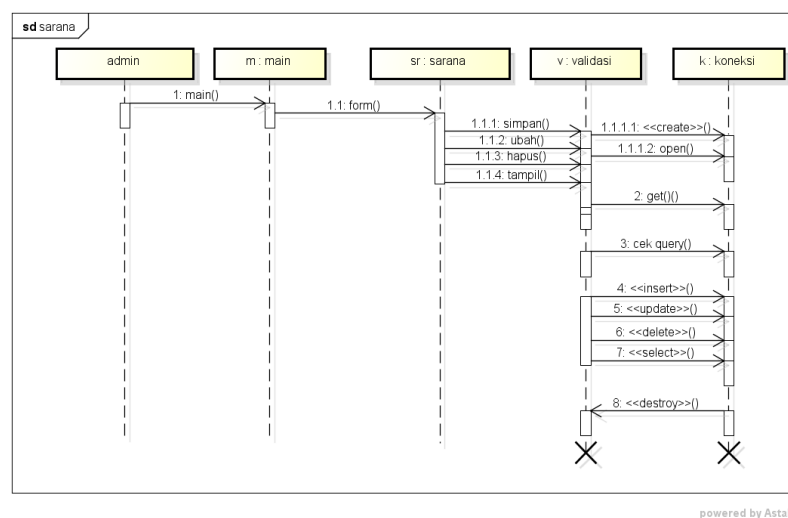 sd sarana
admin
m : main
sr : sarana
v : validasi
k : koneksi
1: main()
1.1: form()
1.1.1: simpan()
1.1.1.1: <<create>>()
1.1.2: ubah()
1.1.1.2: open()
1.1.3: hapus()
1.1.4: tampil()
2: get()()
3: cek query()
4: <<insert>>()
5: <<update>>()
6: <<delete>>()
7: <<select>>()
8: <<destroy>>()
powered by Asta